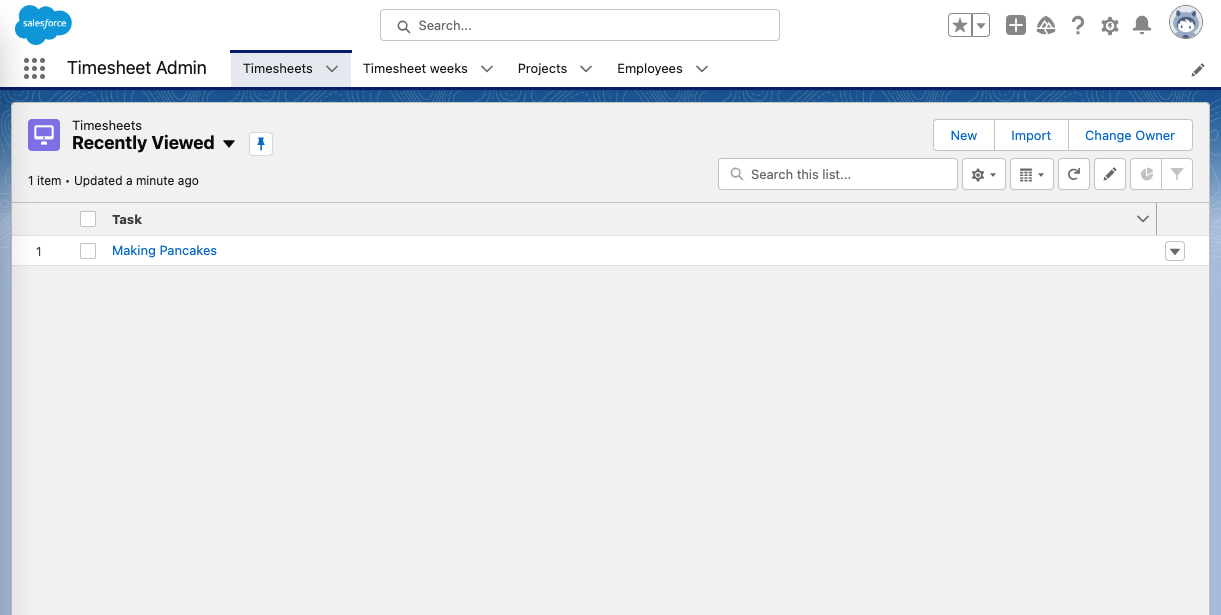 salesforce
Search...
Timesheet Admin
Timesheets
Timesheet weeks
Projects
Employees
Timesheets
Recently Viewed
New
Import
Change Owner
1 item • Updated a minute ago
Search this list...
Task
1
Making Pancakes